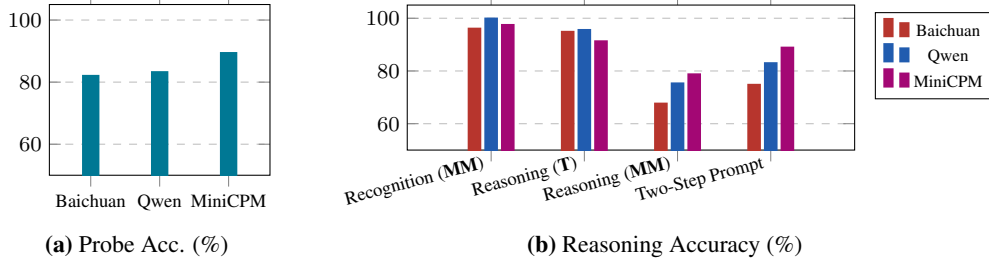 100
80
60
Baichuan Qwen MiniCPM
(a) Probe Acc. (%)
100
80
60
Recognition (MM)
Reasoning (T)
Reasoning (MM)
Two-Step Prompt
(b) Reasoning Accuracy (%)
Baichuan
Qwen
MiniCPM